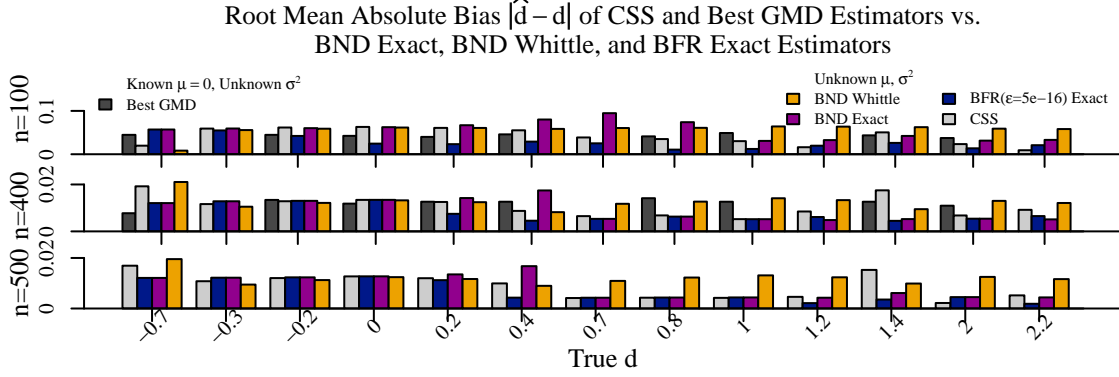 Root Mean Absolute Bias |d̂ − d| of CSS and Best GMD Estimators vs.
BND Exact, BND Whittle, and BFR Exact Estimators
Known μ = 0, Unknown σ²
Best GMD
Unknown μ, σ²
BND Whittle
BND Exact
BFR(ε=5e−16) Exact
CSS
n=100
0.1
0
n=400
0.02
0
n=500
0.02
0
−0.7 −0.3 −0.2 0 0.2 0.4 0.7 0.8 1 1.2 1.4 2 2.2
True d